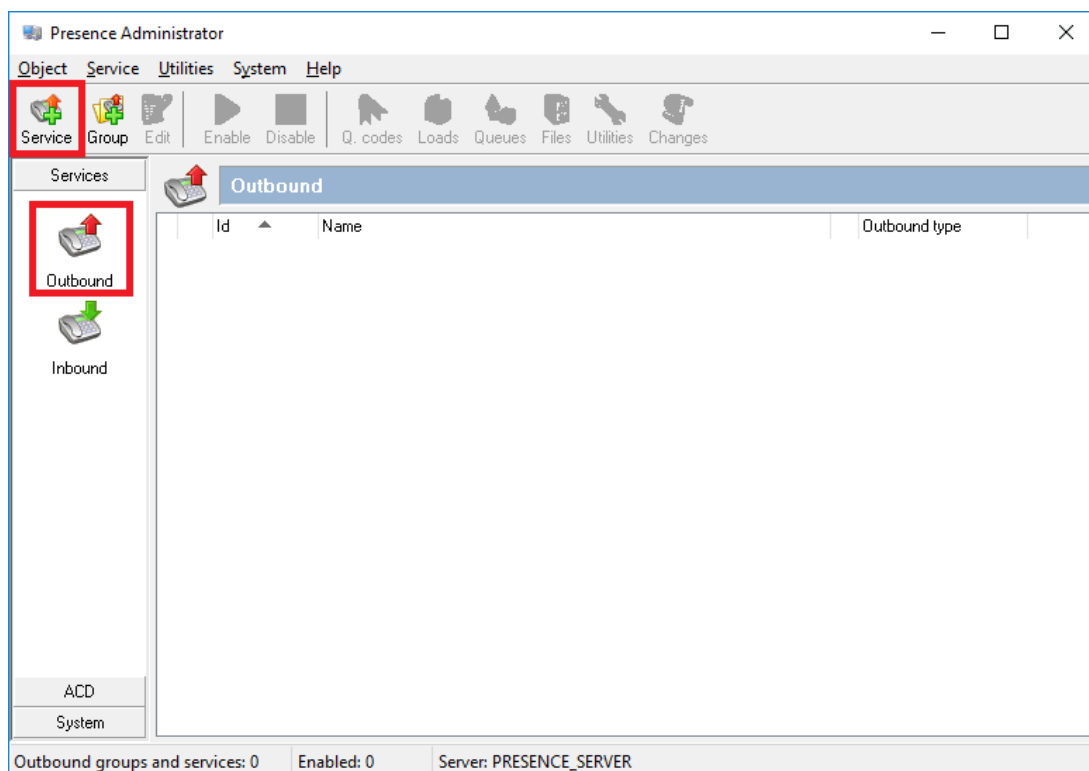 Presence Administrator
Object Service Utilities System Help
Service Group Edit Enable Disable Q. codes Loads Queues Files Utilities Changes
Services
Outbound
Id Name Outbound type
Outbound
Inbound
ACD
System
Outbound groups and services: 0 Enabled: 0 Server: PRESENCE_SERVER